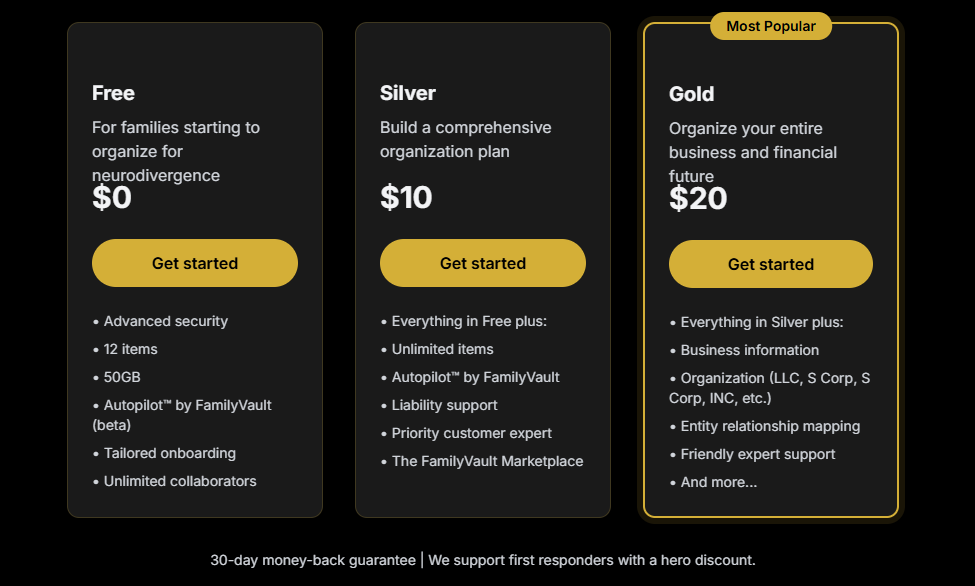 Most Popular
Free
For families starting to
organize for
neurodivergence
$0
Get started
• Advanced security
• 12 items
• 50GB
• Autopilot™ by FamilyVault
(beta)
• Tailored onboarding
• Unlimited collaborators
Silver
Build a comprehensive
organization plan
$10
Get started
• Everything in Free plus:
• Unlimited items
• Autopilot™ by FamilyVault
• Liability support
• Priority customer expert
• The FamilyVault Marketplace
Gold
Organize your entire
business and financial
future
$20
Get started
• Everything in Silver plus:
• Business information
• Organization (LLC, S Corp, S
Corp, INC, etc.)
• Entity relationship mapping
• Friendly expert support
• And more...
30-day money-back guarantee | We support first responders with a hero discount.